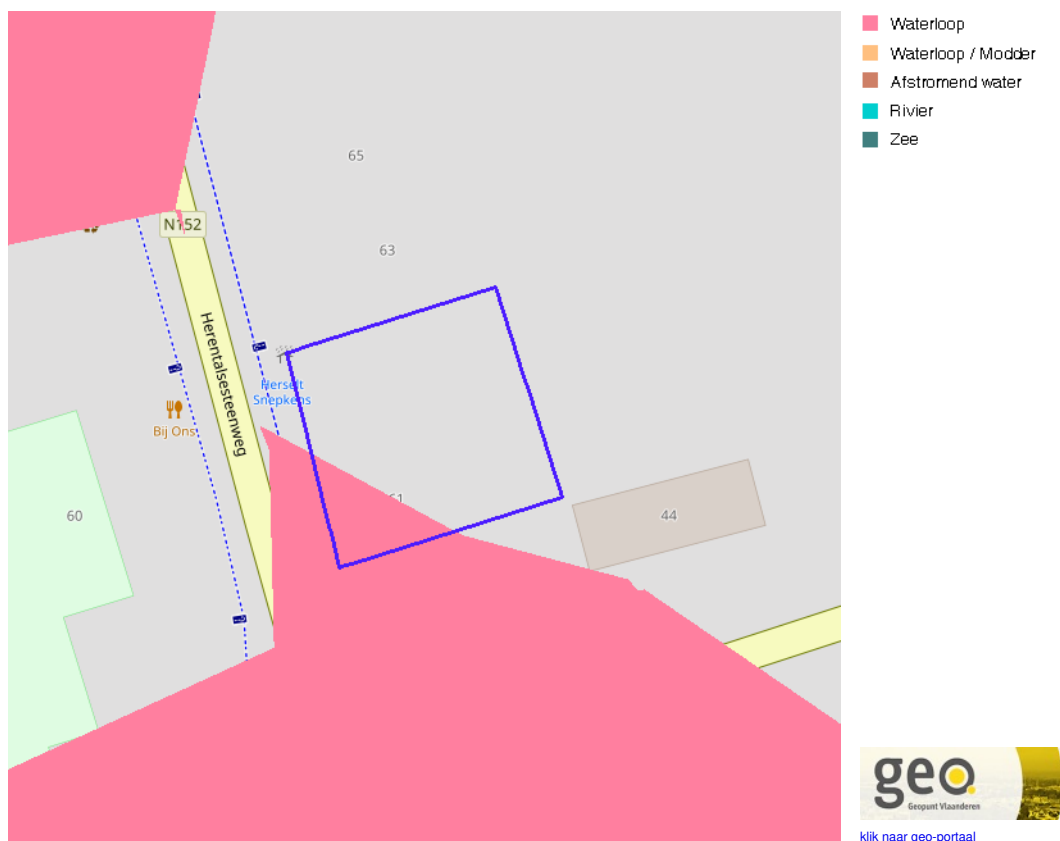 Waterloop
Waterloop / Modder
Afstromend water
Rivier
Zee
65
N152
63
Herentalsesteenweg
Herselt
Snepkens
Bij Ons
61
60
44
geo
Geopunt Vlaanderen
klik naar geo-portaal